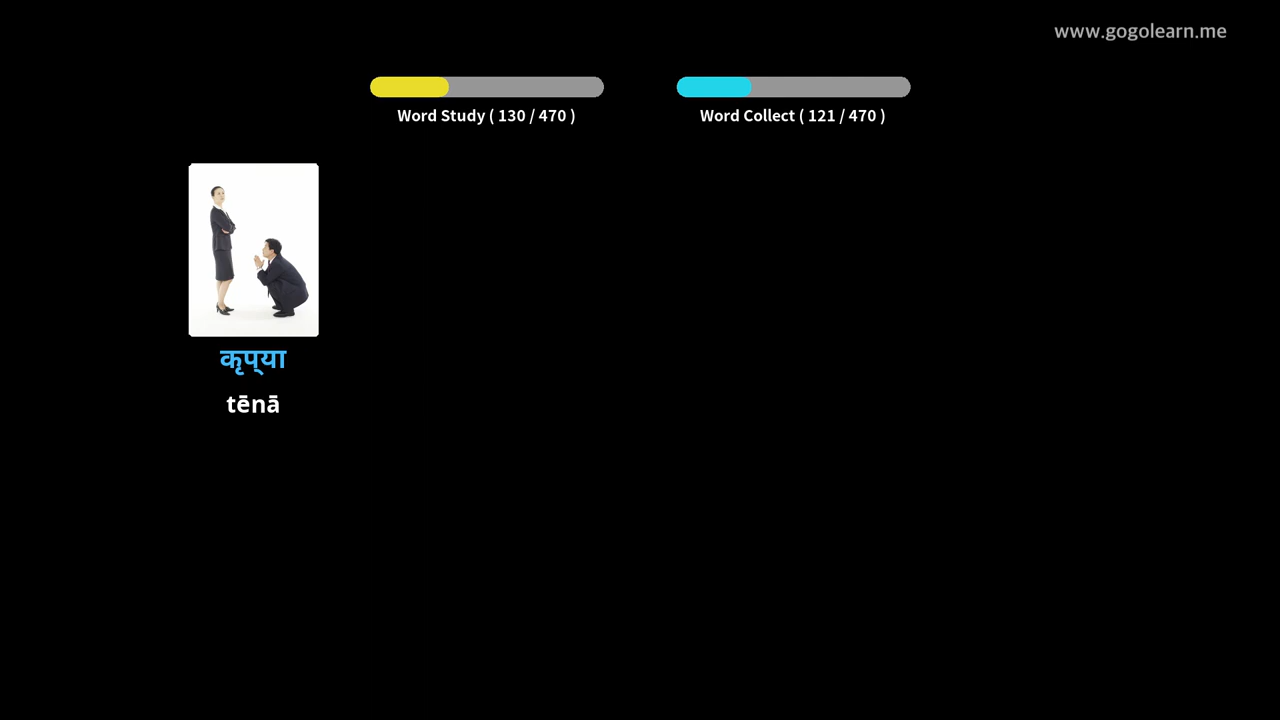 www.gogolearn.me
Word Study ( 130 / 470 )
Word Collect ( 121 / 470 )
कृप्‌या
tēnā